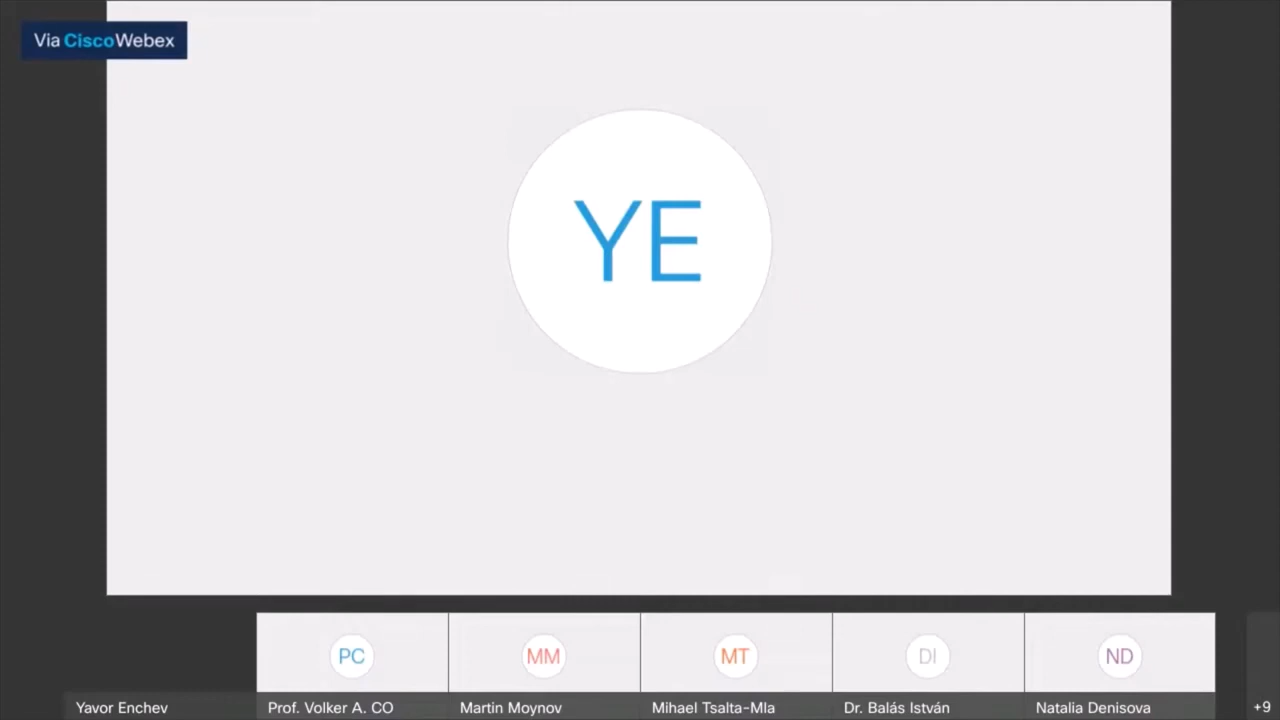 Via CiscoWebex
YE
PC
MM
MT
DI
ND
Yavor Enchev
Prof. Volker A. CO
Martin Moynov
Mihael Tsalta-Mla
Dr. Balás István
Natalia Denisova
+9